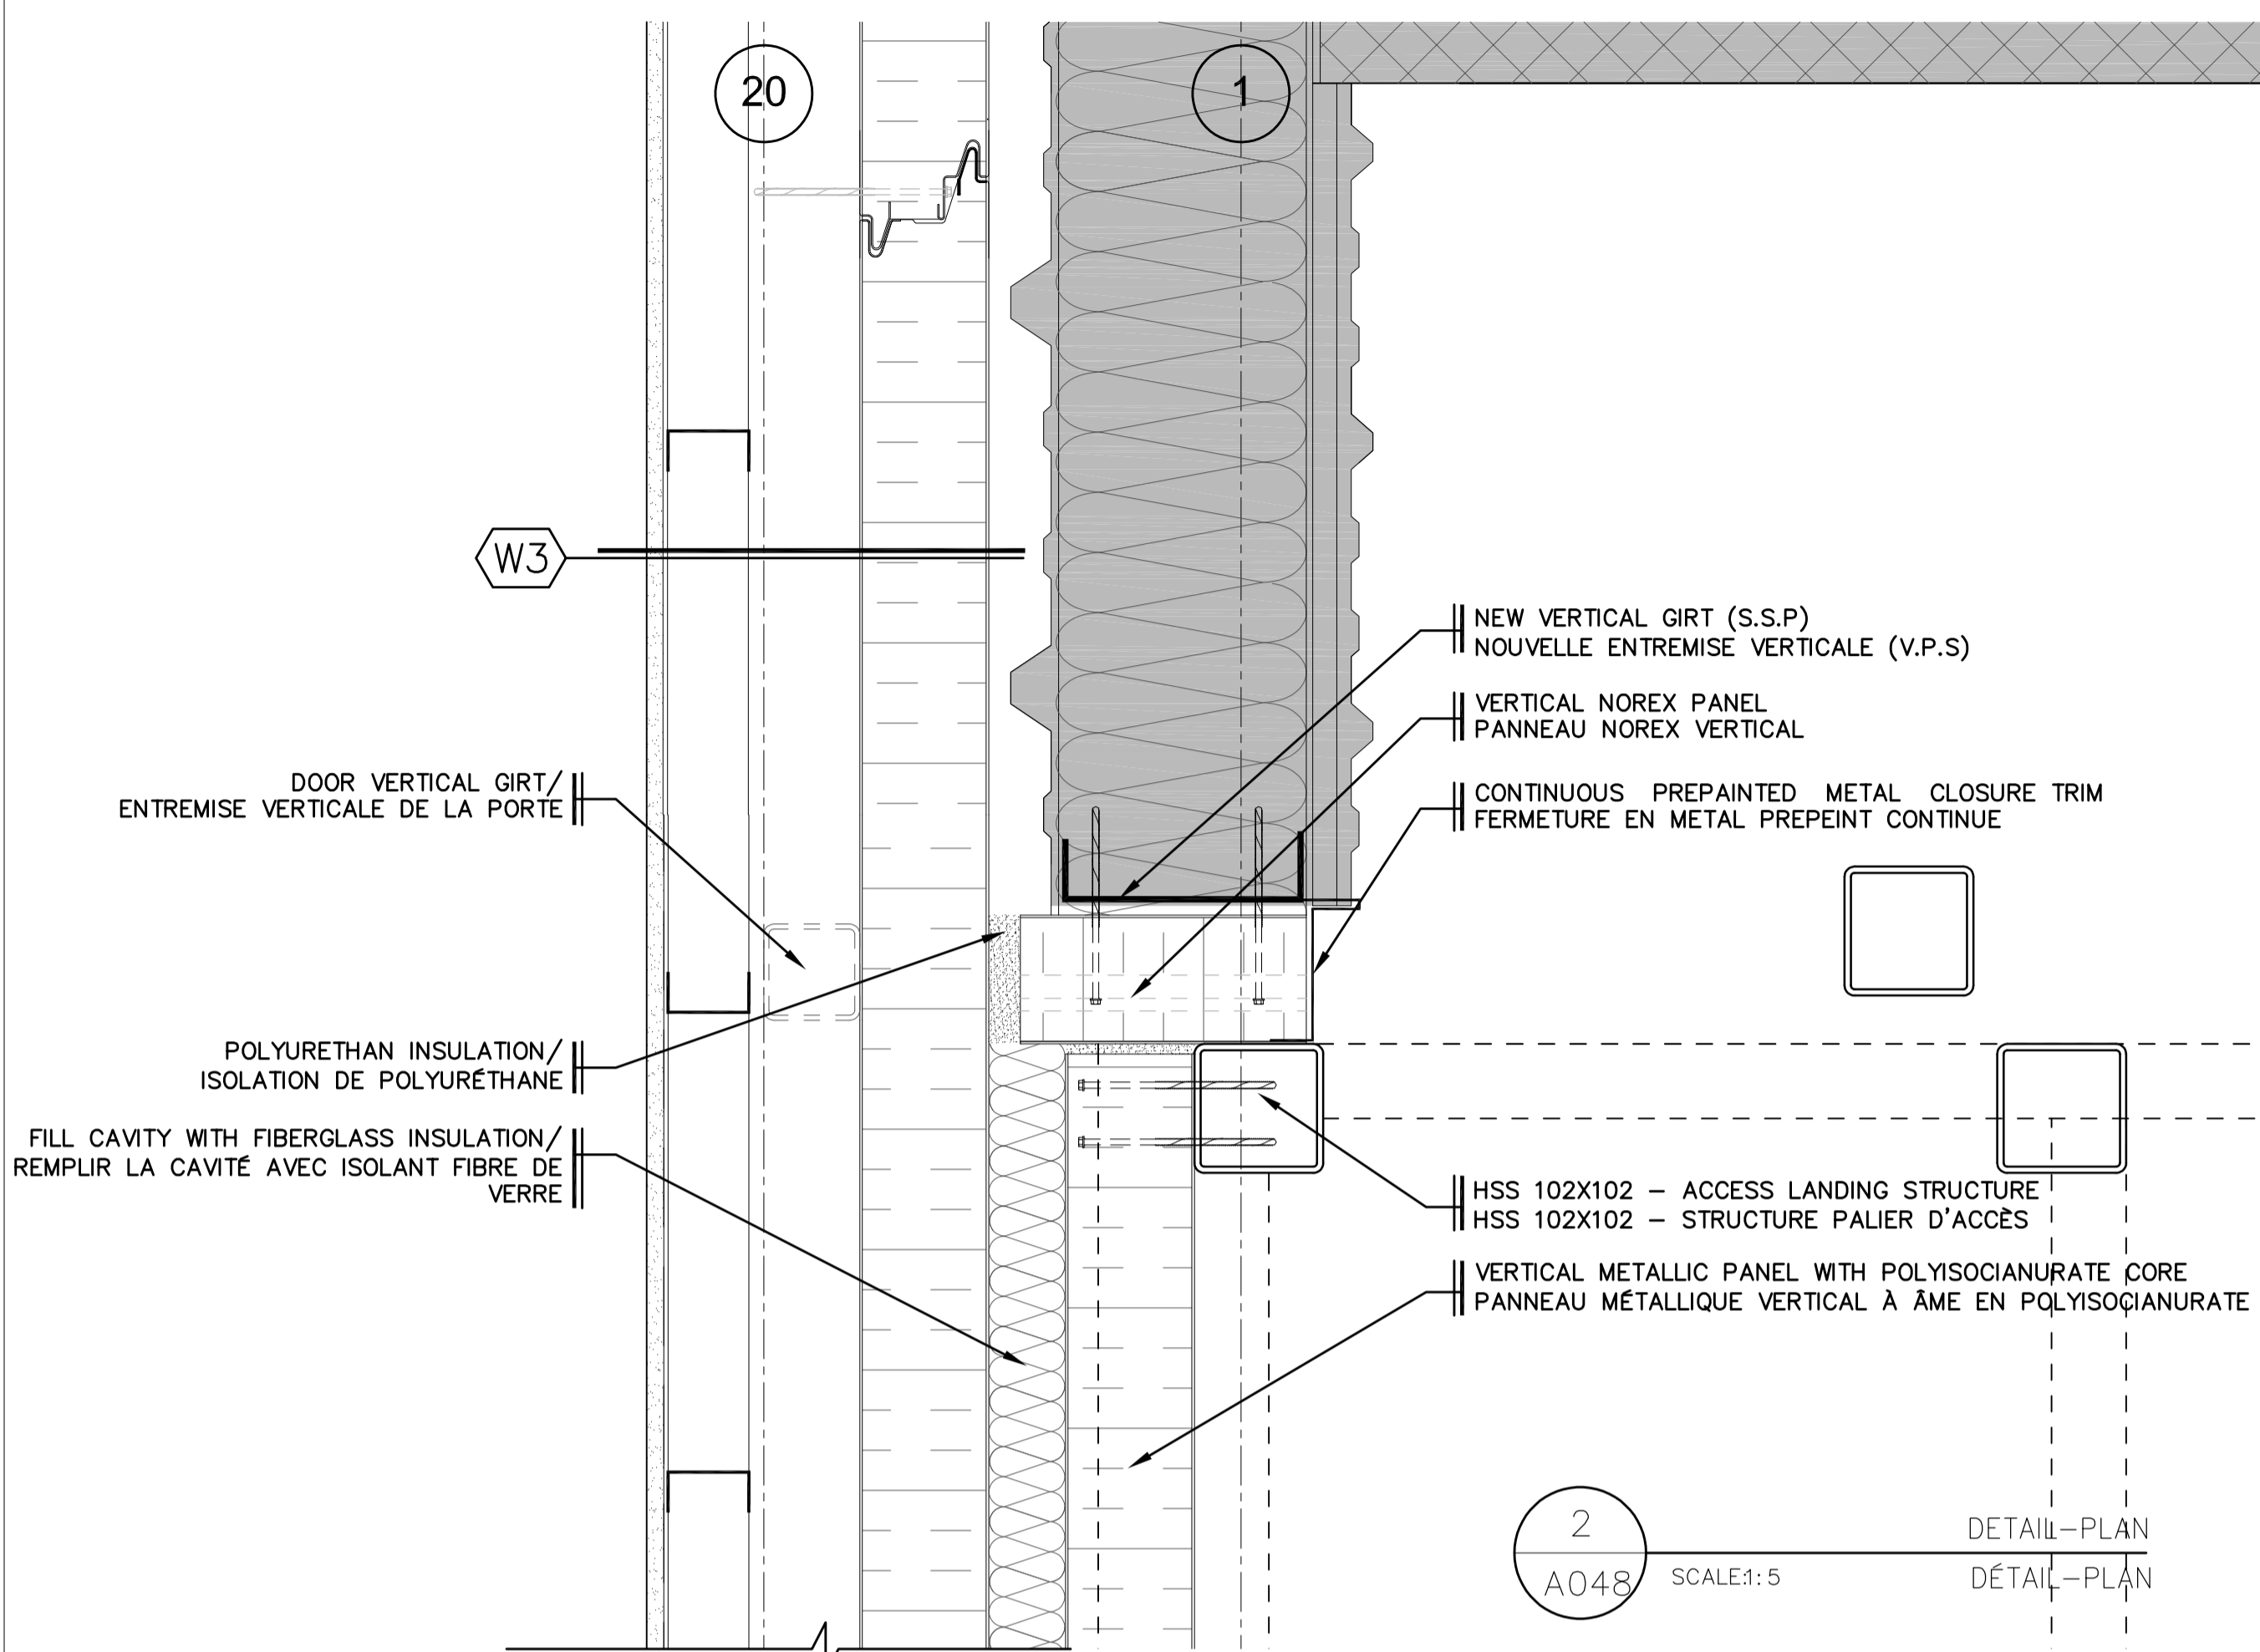 20
1
W3
NEW VERTICAL GIRT (S.S.P)
NOUVELLE ENTREMISE VERTICALE (V.P.S)
VERTICAL NOREX PANEL
PANNEAU NOREX VERTICAL
DOOR VERTICAL GIRT/
ENTREMISE VERTICALE DE LA PORTE
CONTINUOUS PREPAINTED METAL CLOSURE TRIM
FERMETURE EN METAL PREPEINT CONTINUE
POLYURETHAN INSULATION/
ISOLATION DE POLYURÉTHANE
FILL CAVITY WITH FIBERGLASS INSULATION/
REMPLIR LA CAVITÉ AVEC ISOLANT FIBRE DE
VERRE
HSS 102X102 – ACCESS LANDING STRUCTURE
HSS 102X102 – STRUCTURE PALIER D'ACCÈS
VERTICAL METALLIC PANEL WITH POLYISOCIANURATE CORE
PANNEAU MÉTALLIQUE VERTICAL À ÂME EN POLYISOCIANURATE
2
A048
SCALE:1:5
DETAIL–PLAN
DÉTAIL–PLAN